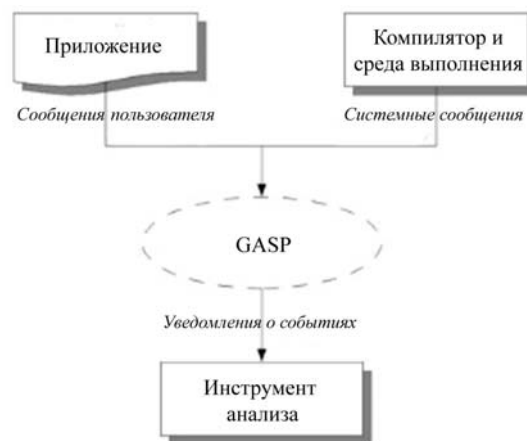 Приложение
Компилятор и
среда выполнения
Сообщения пользователя
Системные сообщения
GASP
Уведомления о событиях
Инструмент
анализа